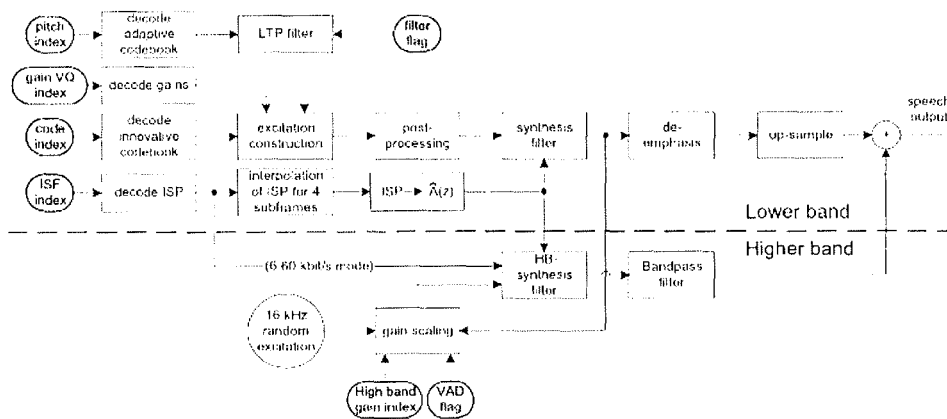 pitch
index
decode
adaptive
codebook
LTP filter
filter
flag
gain VQ
index
decode gains
code
index
decode
innovative
codebook
excitation
construction
post-
processing
synthesis
filter
de-
emphasis
up-sample
+
speech
output
ISF
index
decode ISP
interpolation
of ISP for 4
subframes
ISP → Â(z)
Lower band
Higher band
(6.60 kbit/s mode)
HB-
synthesis
filter
Bandpass
filter
16 kHz
random
excitation
gain scaling
High band
gain index
VAD
flag